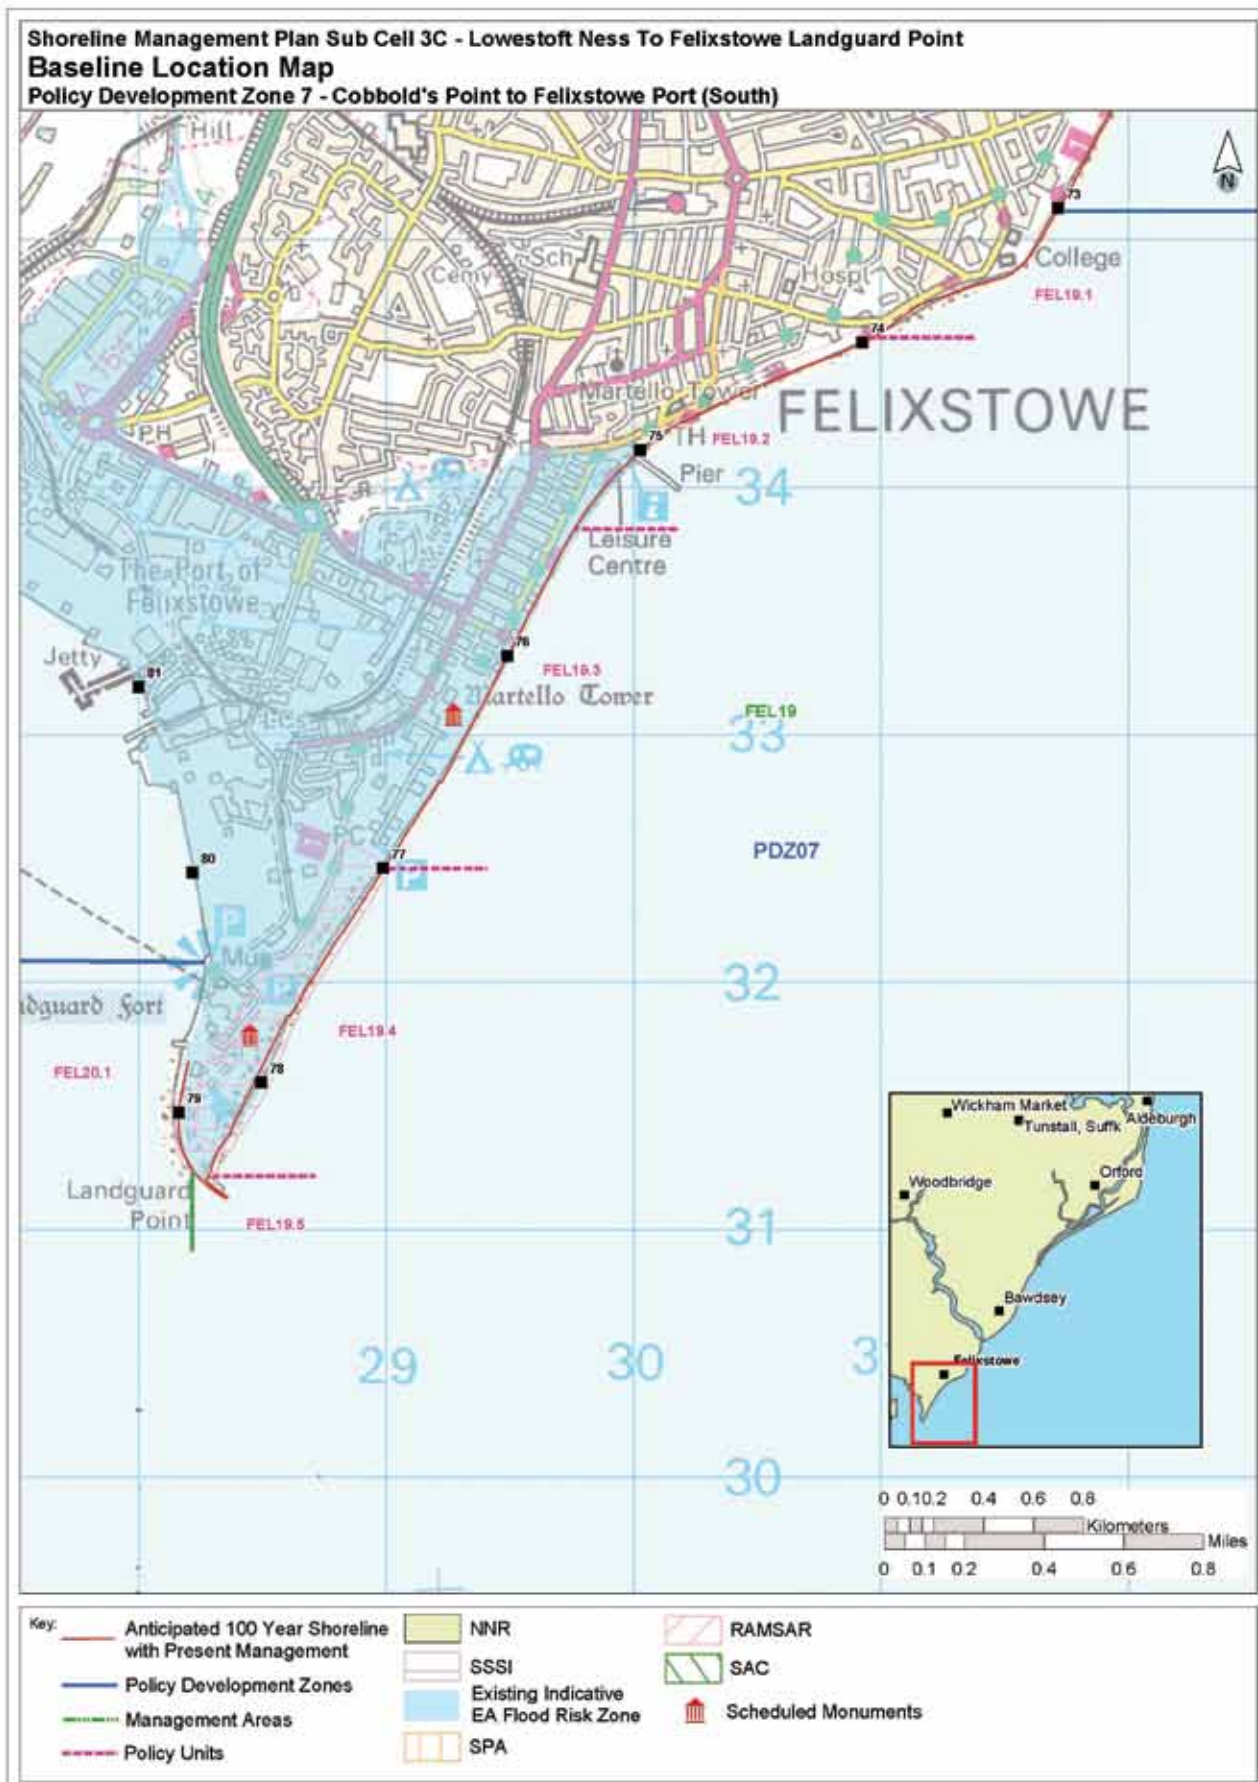 Shoreline Management Plan Sub Cell 3C - Lowestoft Ness To Felixstowe Landguard Point
Baseline Location Map
Policy Development Zone 7 - Cobbold's Point to Felixstowe Port (South)
Hill
N
73
Sch
Cemy
Hospl
College
FEL19.1
74
A 154
Martello Tower
FELIXSTOWE
PH
75
TH
FEL19.2
Pier
34
Leisure
Centre
The Port of
Felixstowe
76
Jetty
81
FEL19.3
Martello Tower
FEL19
33
LC
PC
77
P
PDZ07
80
P
Mus
P
32
ndguard Fort
FEL19.4
FEL20.1
78
79
Landguard
Point
FEL19.5
31
29
30
3
30
Wickham Market
Tunstall, Suffk
Aldeburgh
Orford
Woodbridge
Bawdsey
Felixstowe
0 0.1 0.2 0.4 0.6 0.8
Kilometers
Miles
0 0.1 0.2 0.4 0.6 0.8
Key:
Anticipated 100 Year Shoreline
with Present Management
Policy Development Zones
Management Areas
Policy Units
NNR
SSSI
Existing Indicative
EA Flood Risk Zone
SPA
RAMSAR
SAC
Scheduled Monuments